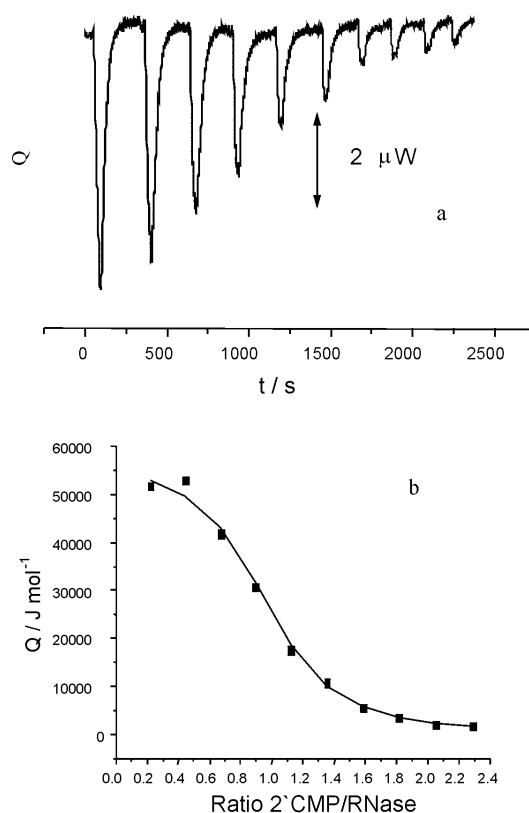 Q
2 μW
a
0 500 1000 1500 2000 2500
t / s
60000
b
50000
40000
30000
20000
10000
0
Q / J mol⁻¹
0.0 0.2 0.4 0.6 0.8 1.0 1.2 1.4 1.6 1.8 2.0 2.2 2.4
Ratio 2`CMP/RNase